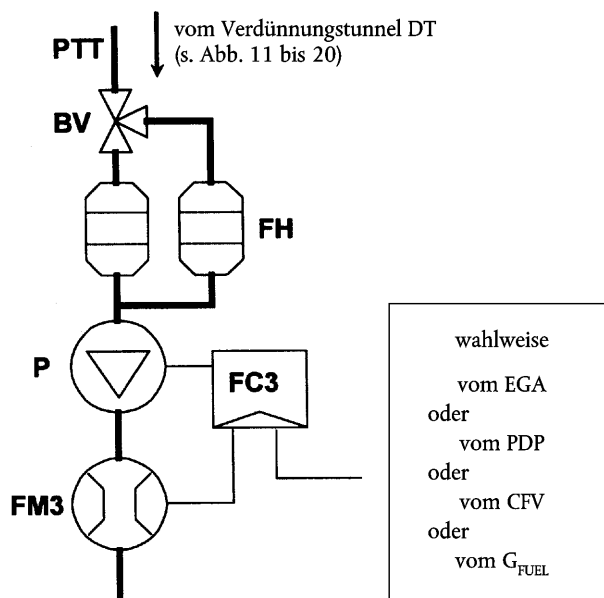 vom Verdünnungstunnel DT
PTT
(s. Abb. 11 bis 20)
BV
FH
P
FC3
FM3
wahlweise
vom EGA
oder
vom PDP
oder
vom CFV
oder
vom G_FUEL